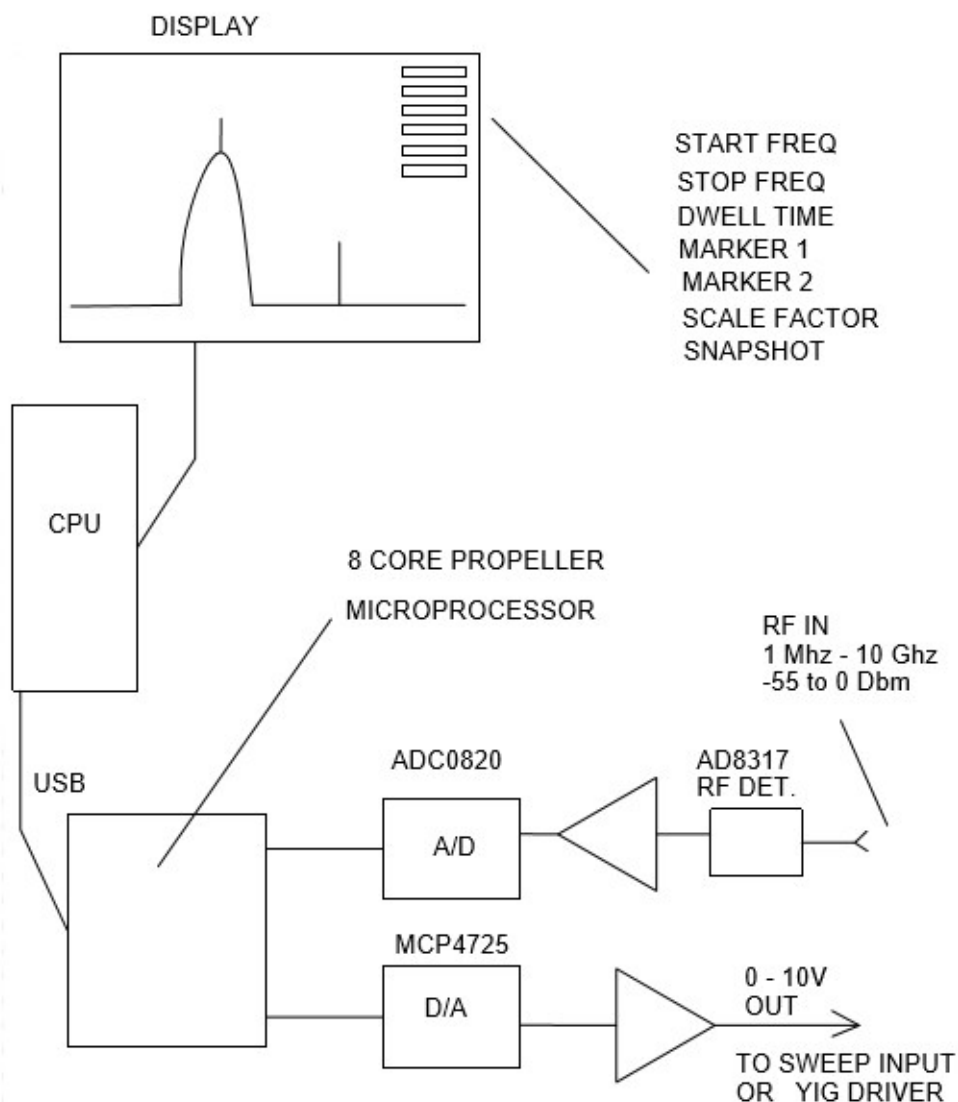 DISPLAY
START FREQ
STOP FREQ
DWELL TIME
MARKER 1
MARKER 2
SCALE FACTOR
SNAPSHOT
CPU
8 CORE PROPELLER
MICROPROCESSOR
RF IN
1 Mhz - 10 Ghz
-55 to 0 Dbm
USB
ADC0820
A/D
AD8317
RF DET.
MCP4725
D/A
0 - 10V
OUT
TO SWEEP INPUT
OR YIG DRIVER